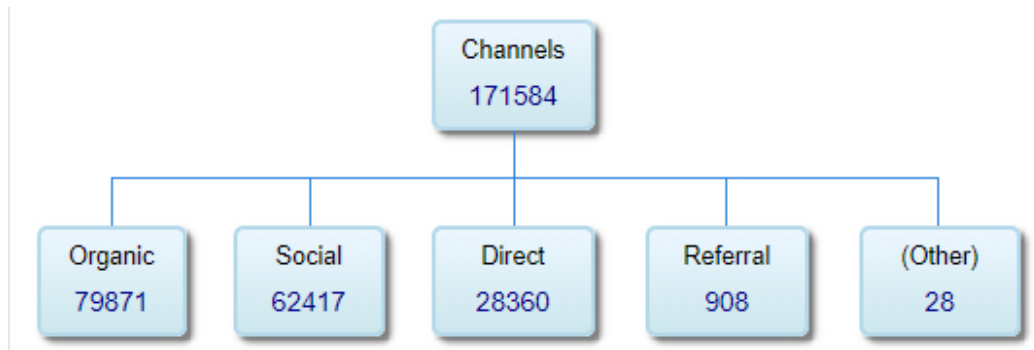 Channels
171584
Organic
79871
Social
62417
Direct
28360
Referral
908
(Other)
28